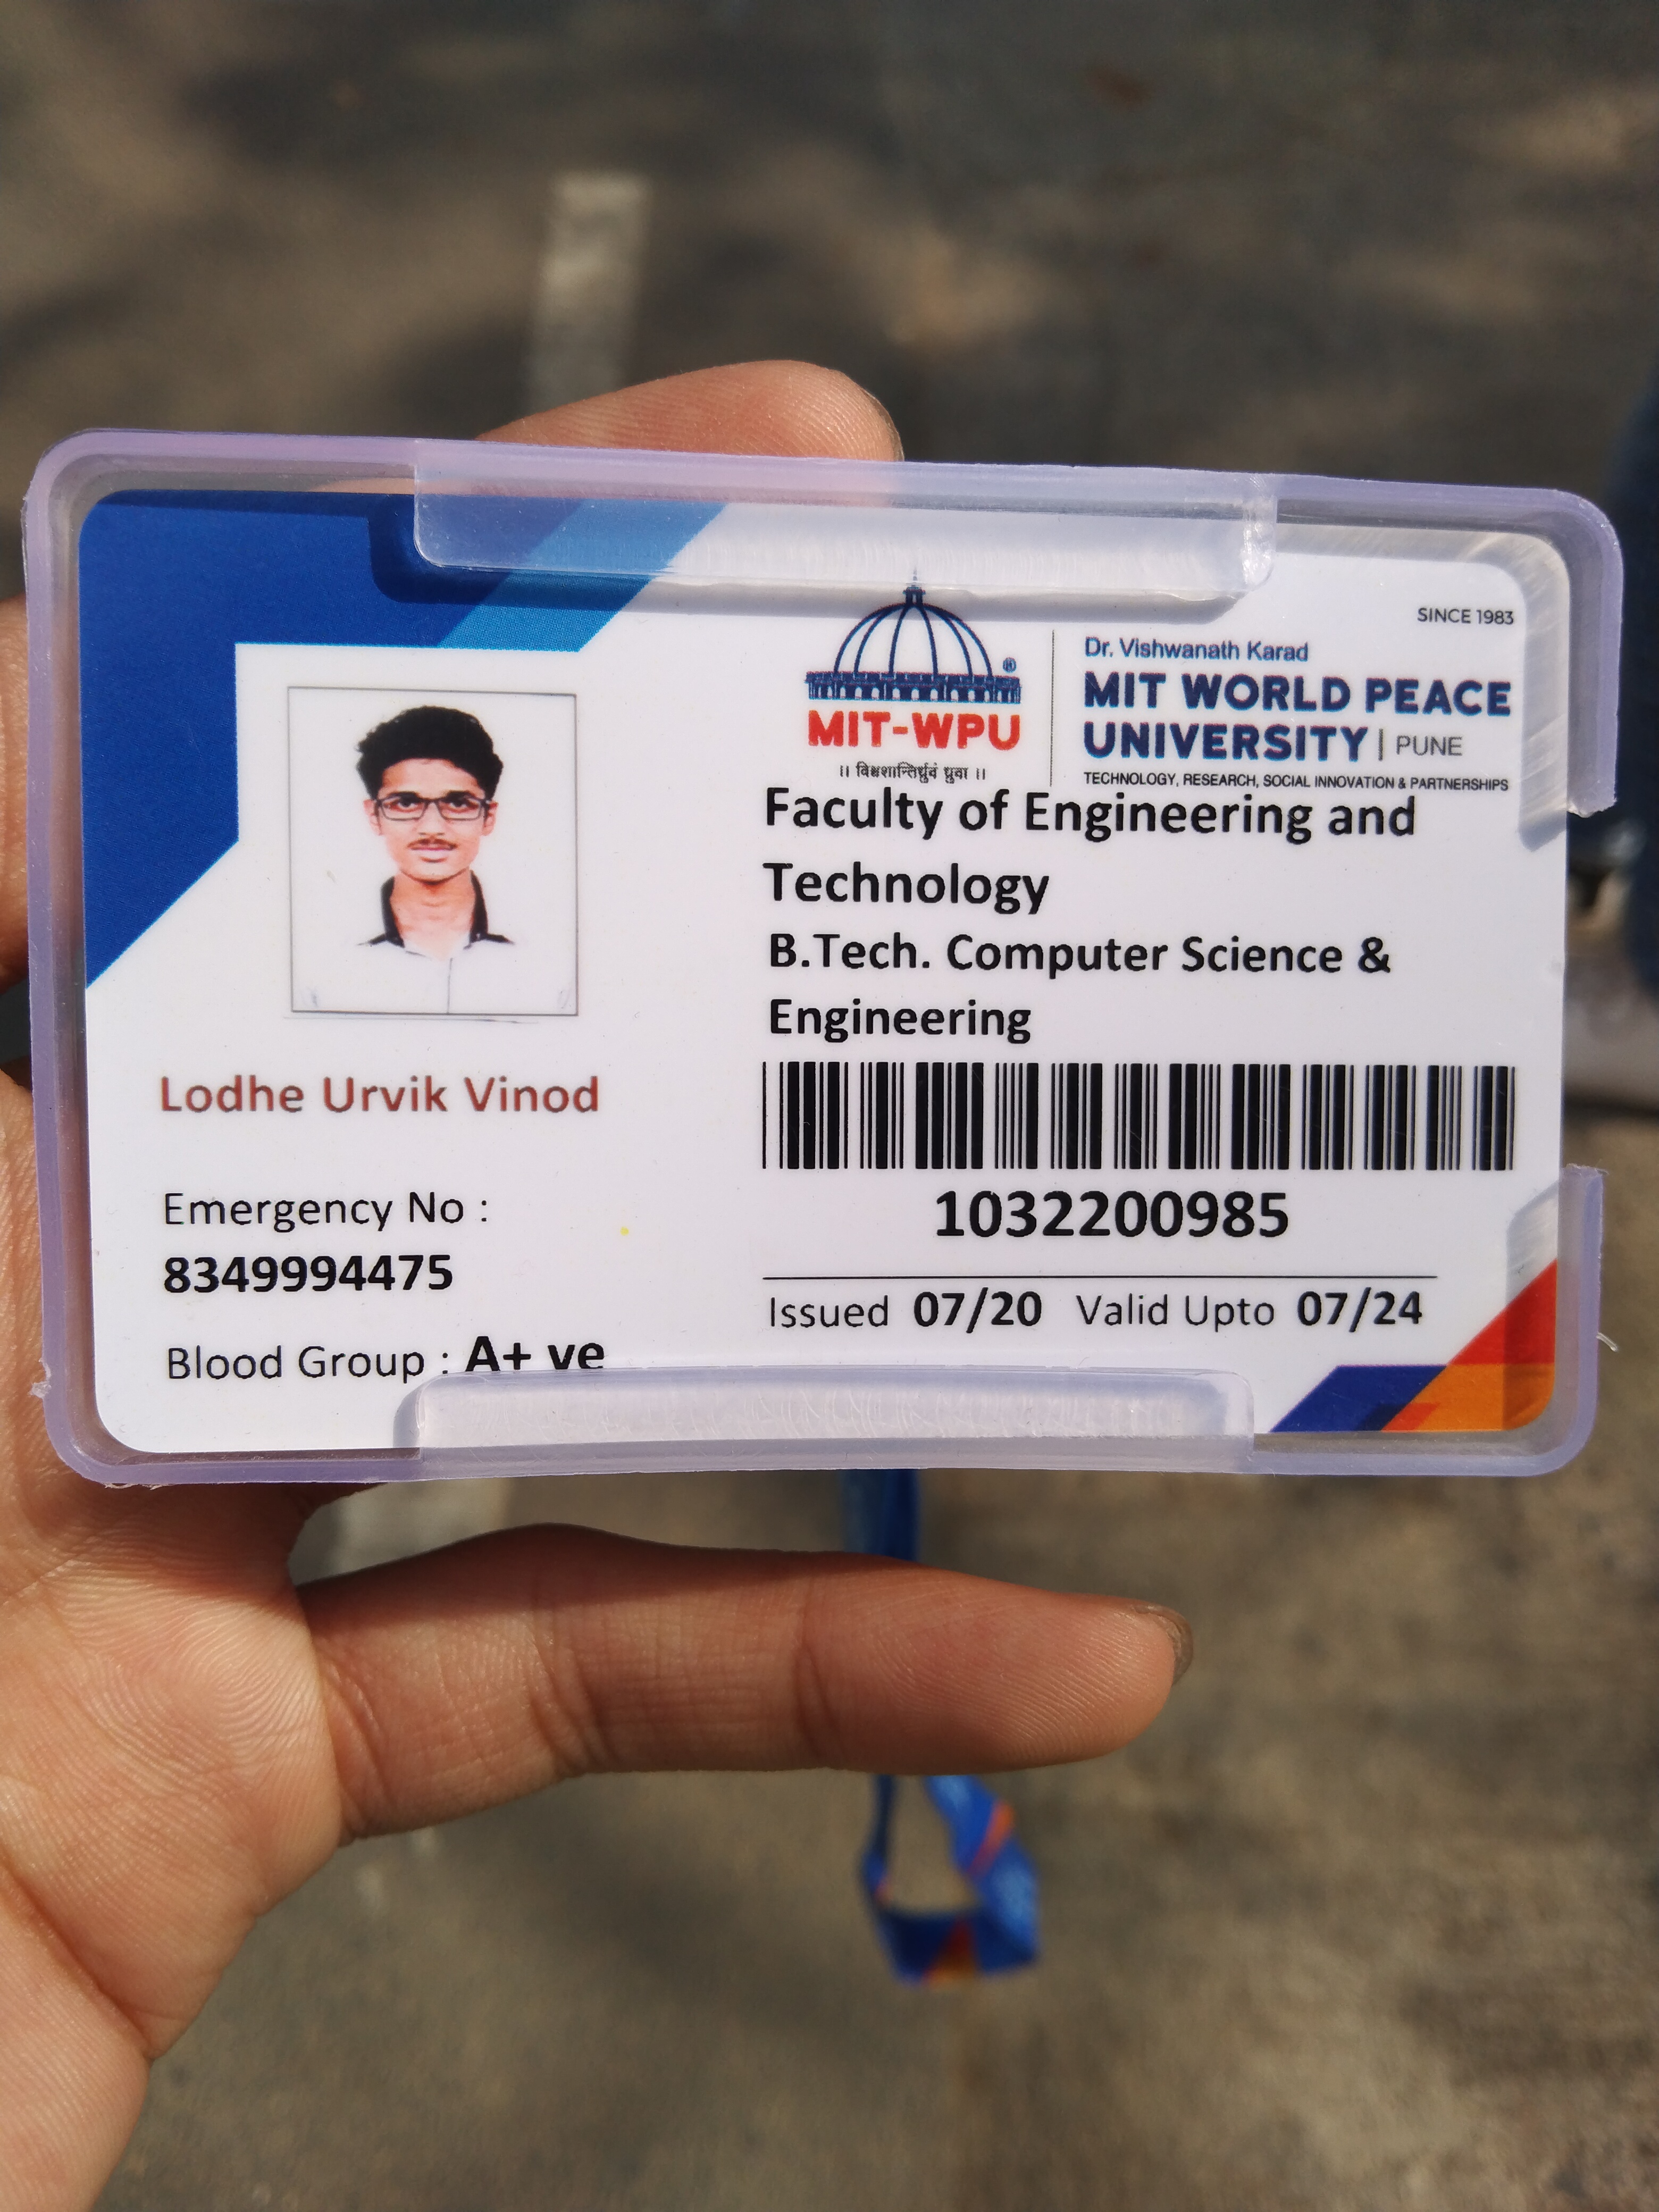 SINCE 1983
Dr. Vishwanath Karad
MIT WORLD PEACE
UNIVERSITY | PUNE
TECHNOLOGY, RESEARCH, SOCIAL INNOVATION & PARTNERSHIPS
®
MIT-WPU
।। विश्वशान्तिर्ध्रुवं ध्रुवा ।।
Faculty of Engineering and
Technology
B.Tech. Computer Science &
Engineering
1032200985
Issued 07/20 Valid Upto 07/24
Lodhe Urvik Vinod
Emergency No :
8349994475
Blood Group : A+ ve